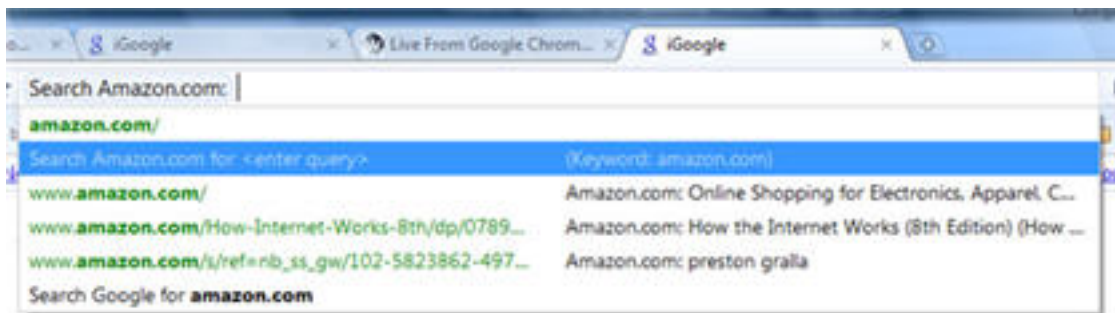 iGoogle Live From Google Chrom... iGoogle
Search Amazon.com:
amazon.com/
Search Amazon.com for <enter query> (Keyword: amazon.com)
www.amazon.com/ Amazon.com: Online Shopping for Electronics, Apparel, C...
www.amazon.com/How-Internet-Works-8th/dp/0789... Amazon.com: How the Internet Works (8th Edition) (How ...
www.amazon.com/s/ref=nb_ss_gw/102-5823862-497... Amazon.com: preston gralla
Search Google for amazon.com